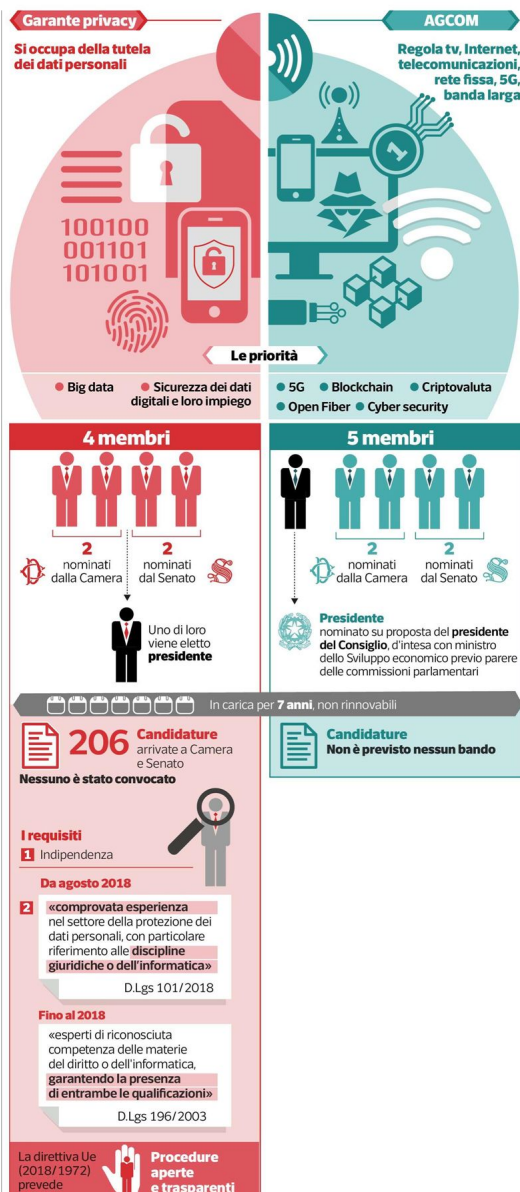 Garante privacy
Si occupa della tutela
dei dati personali
100100
001101
101001
AGCOM
Regola tv, Internet,
telecomunicazioni,
rete fissa, 5G,
banda larga
1
Le priorità
Big data
Sicurezza dei dati
digitali e loro impiego
5G
Blockchain
Criptovaluta
Open Fiber
Cyber security
4 membri
2
nominati
dalla Camera
2
nominati
dal Senato
Uno di loro
viene eletto
presidente
5 membri
2
nominati
dalla Camera
2
nominati
dal Senato
Presidente
nominato su proposta del presidente
del Consiglio, d'intesa con ministro
dello Sviluppo economico previo parere
delle commissioni parlamentari
In carica per 7 anni, non rinnovabili
206
Candidature
arrivate a Camera
e Senato
Nessuno è stato convocato
Candidature
Non è previsto nessun bando
I requisiti
1 Indipendenza
Da agosto 2018
2
«comprovata esperienza
nel settore della protezione dei
dati personali, con particolare
riferimento alle discipline
giuridiche o dell'informatica»
D.Lgs 101/2018
Fino al 2018
«esperti di riconosciuta
competenza delle materie
del diritto o dell'informatica,
garantendo la presenza
di entrambe le qualificazioni»
D.Lgs 196/2003
La direttiva Ue
(2018/1972)
prevede
Procedure
aperte
e trasparenti